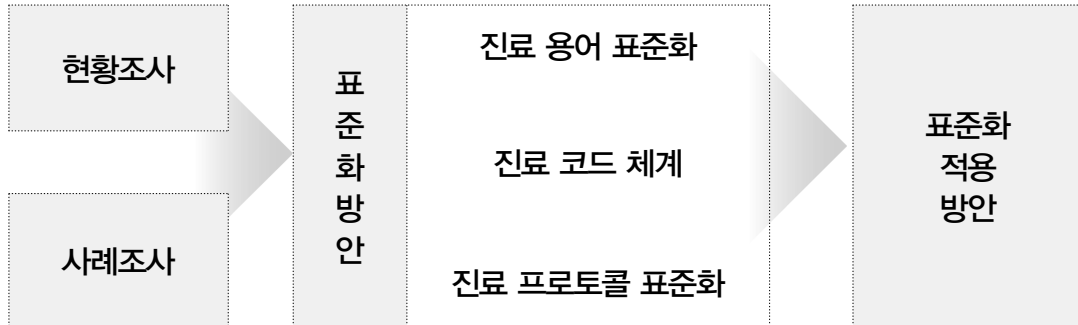 현황조사
사례조사
표
준
화
방
안
진료 용어 표준화
진료 코드 체계
진료 프로토콜 표준화
표준화
적용
방안